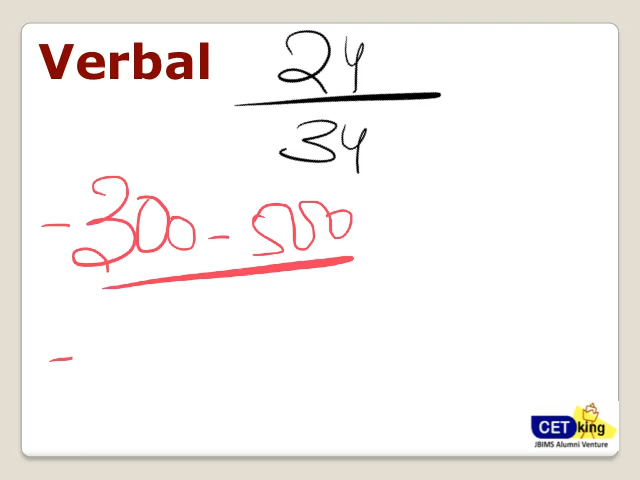 Verbal 24
34
- 300 - 500
-
CET king
JBIMS Alumni Venture